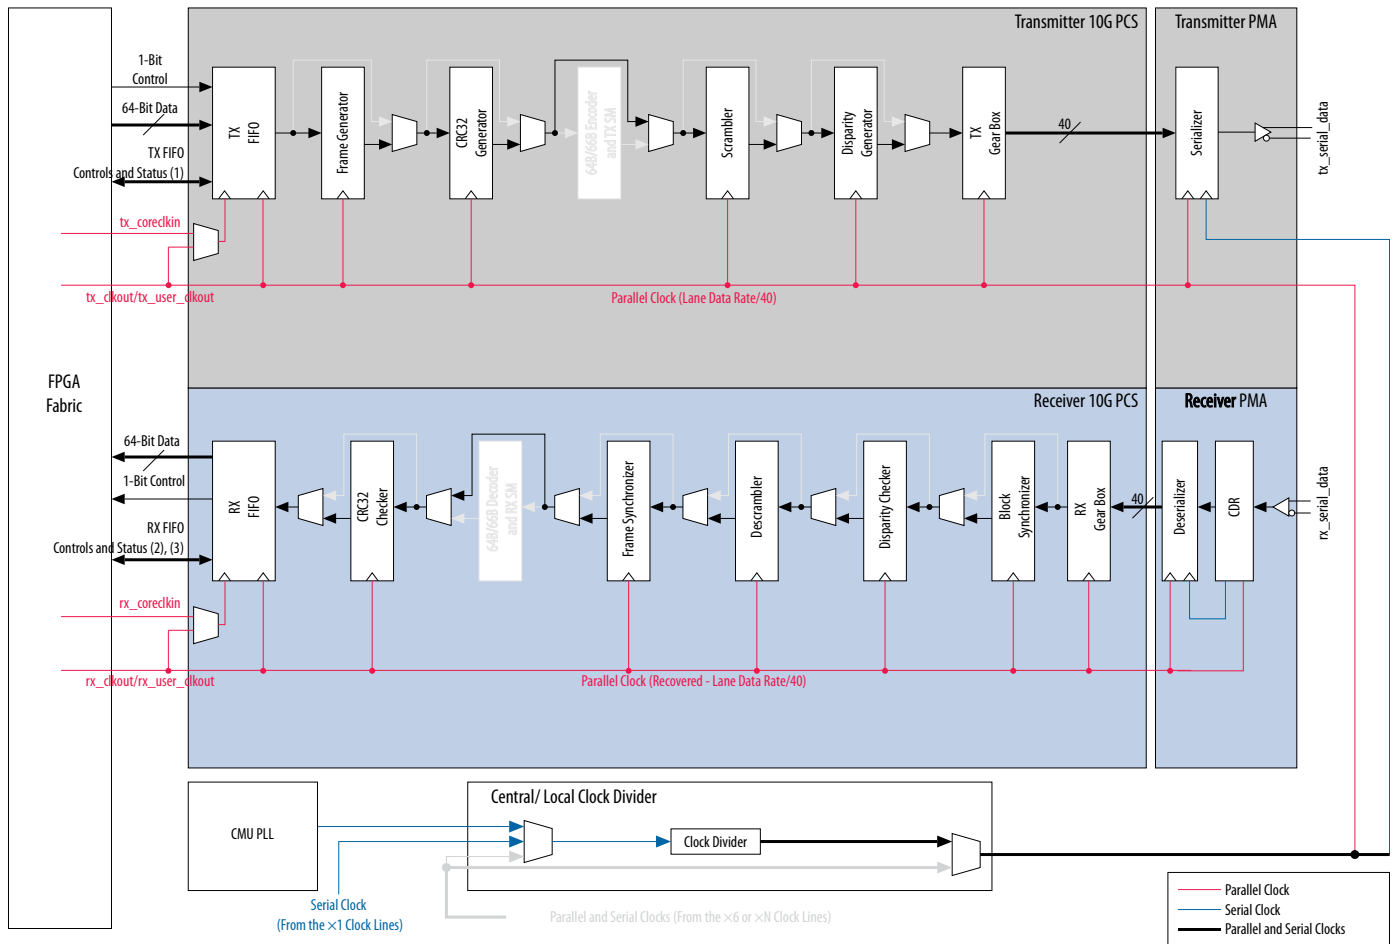 Transmitter 10G PCS
Transmitter PMA
1-Bit
Control
64-Bit Data
TX FIFO
Controls and Status (1)
tx_coreclkin
tx_clkout/tx_user_clkout
TX
FIFO
Frame Generator
CRC32
Generator
64B/66B Encoder
and TX SM
Scrambler
Disparity
Generator
TX
Gear Box
40
Serializer
tx_serial_data
Parallel Clock (Lane Data Rate/40)
FPGA
Fabric
Receiver 10G PCS
Receiver PMA
64-Bit Data
1-Bit Control
RX FIFO
Controls and Status (2), (3)
rx_coreclkin
rx_clkout/rx_user_clkout
RX
FIFO
CRC32
Checker
64B/66B Decoder
and RX SM
Frame Synchronizer
Descrambler
Disparity Checker
Block
Synchronizer
RX
Gear Box
40
Deserializer
CDR
rx_serial_data
Parallel Clock (Recovered - Lane Data Rate/40)
CMU PLL
Central/ Local Clock Divider
Clock Divider
Serial Clock
(From the ×1 Clock Lines)
Parallel and Serial Clocks (From the ×6 or ×N Clock Lines)
Parallel Clock
Serial Clock
Parallel and Serial Clocks